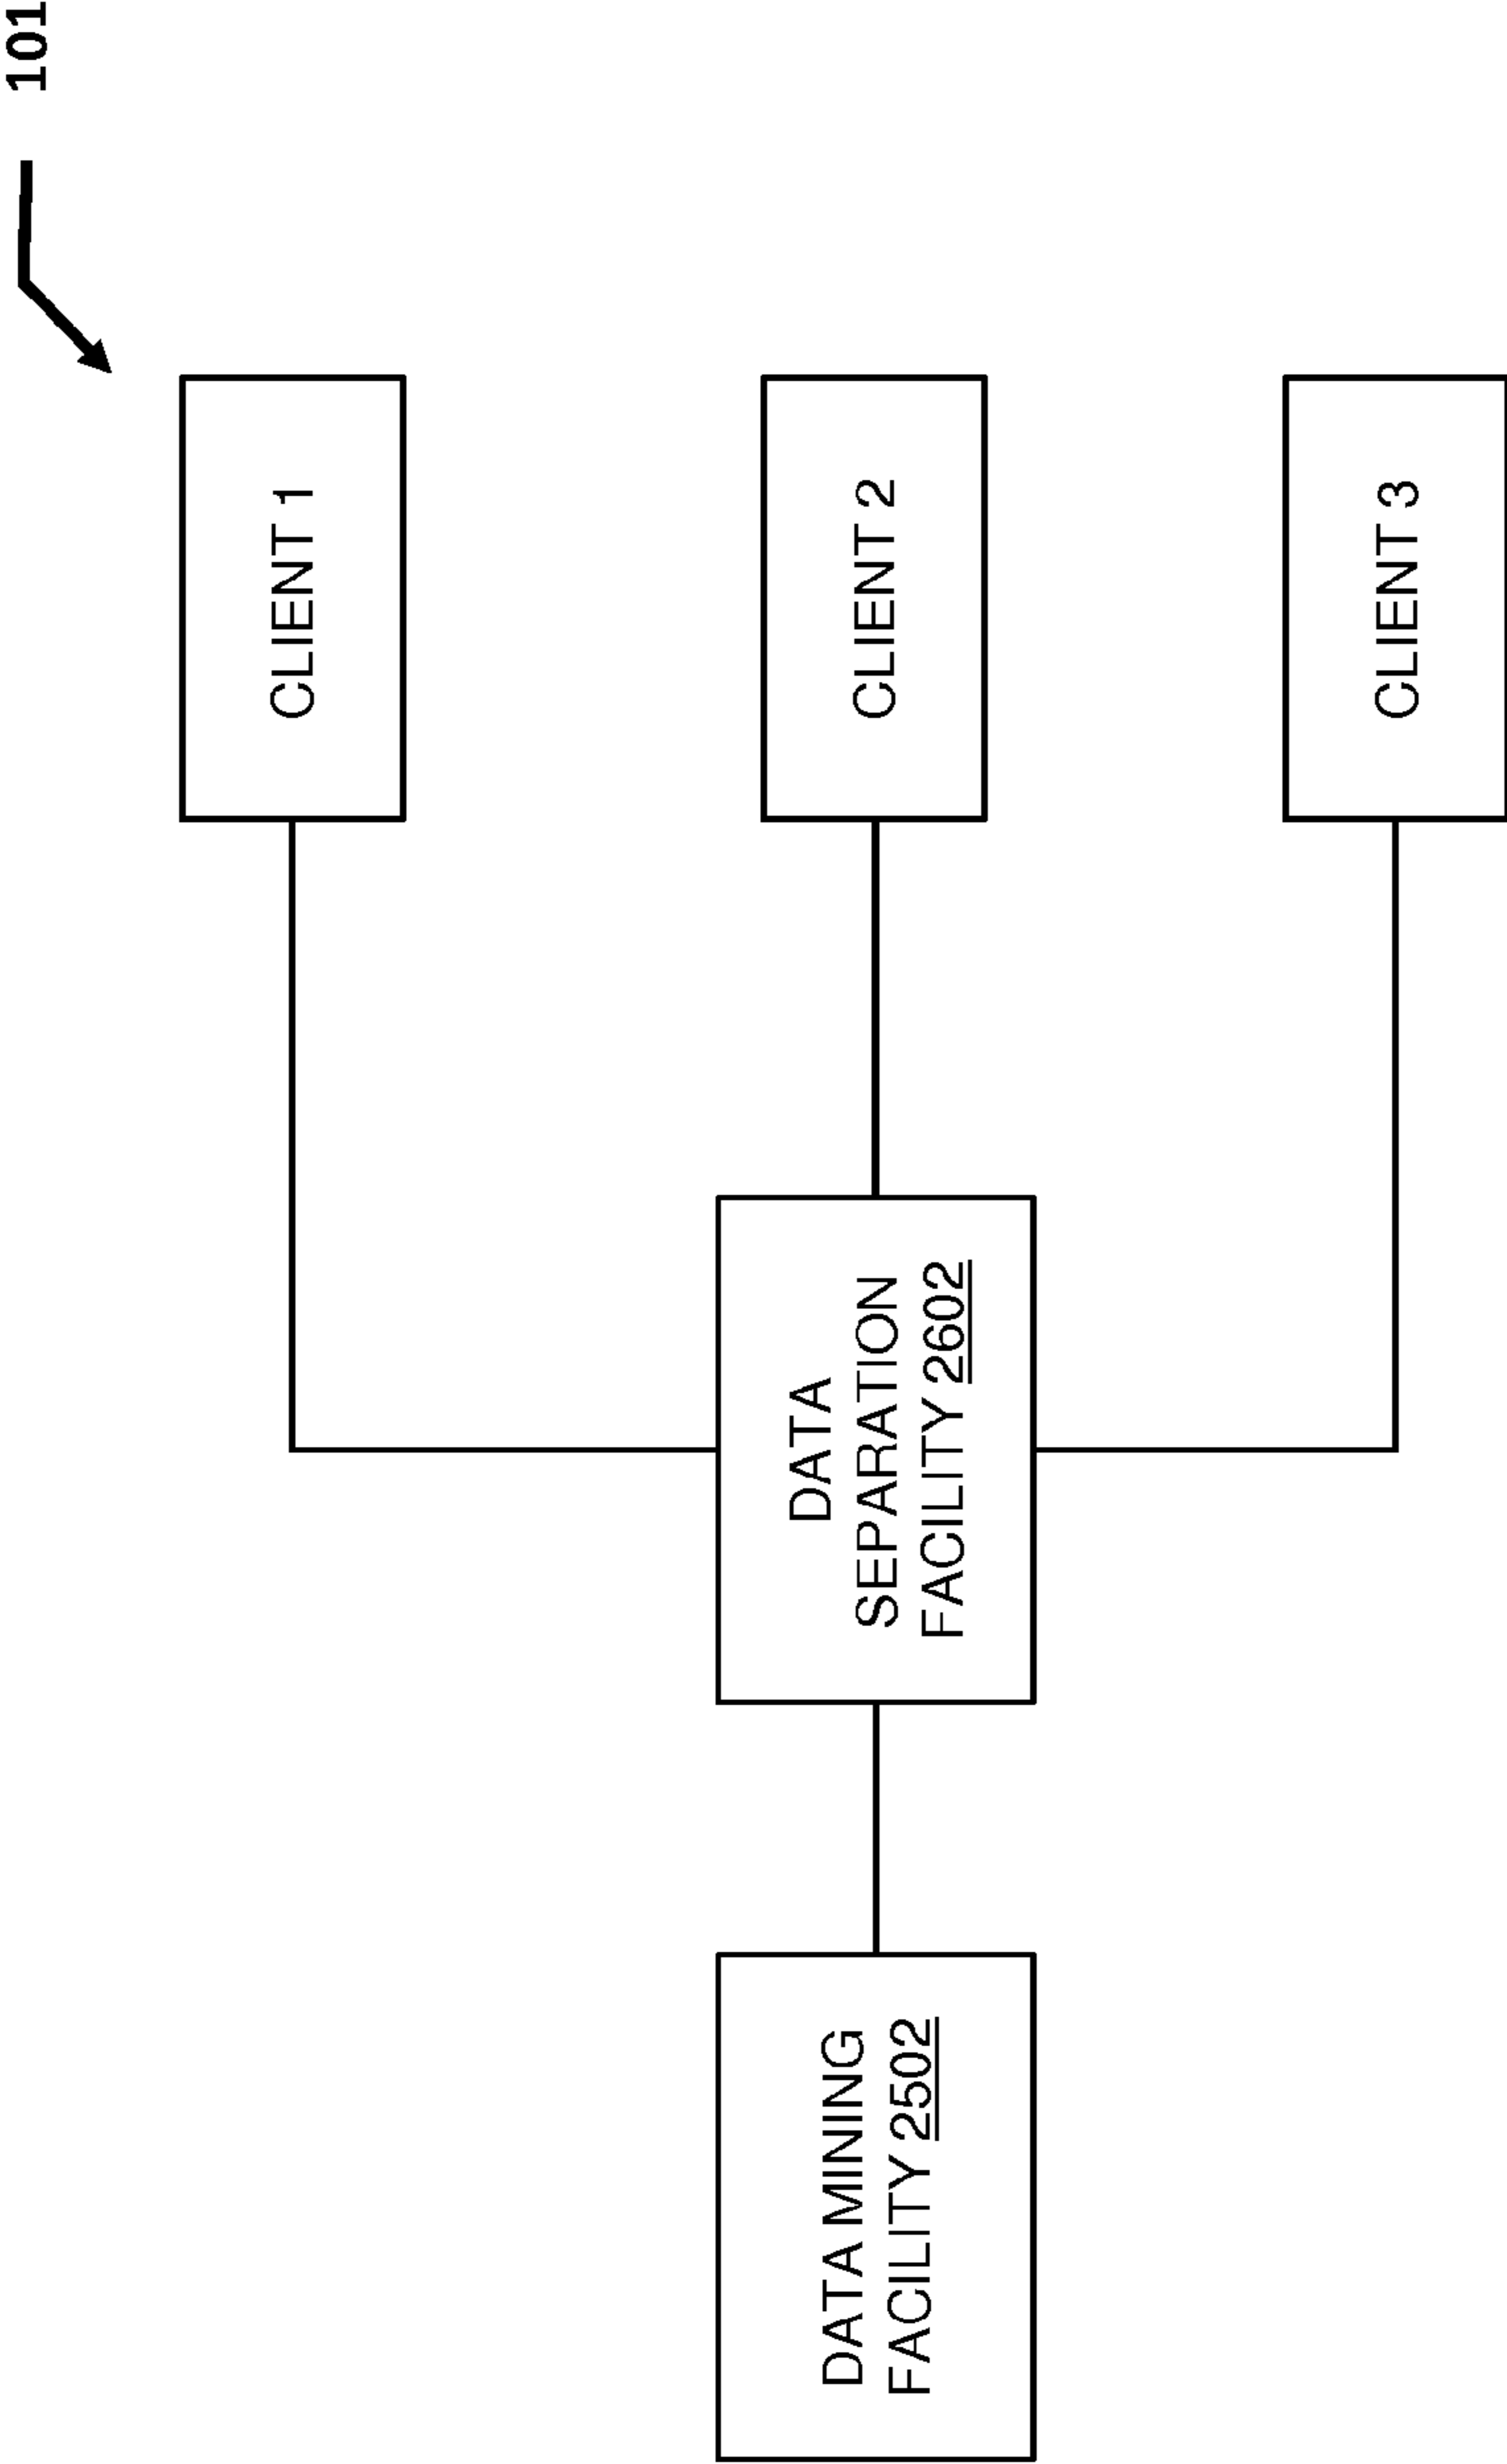 101
CLIENT 1
CLIENT 2
CLIENT 3
DATA
SEPARATION
FACILITY 2602
DATA MINING
FACILITY 2502